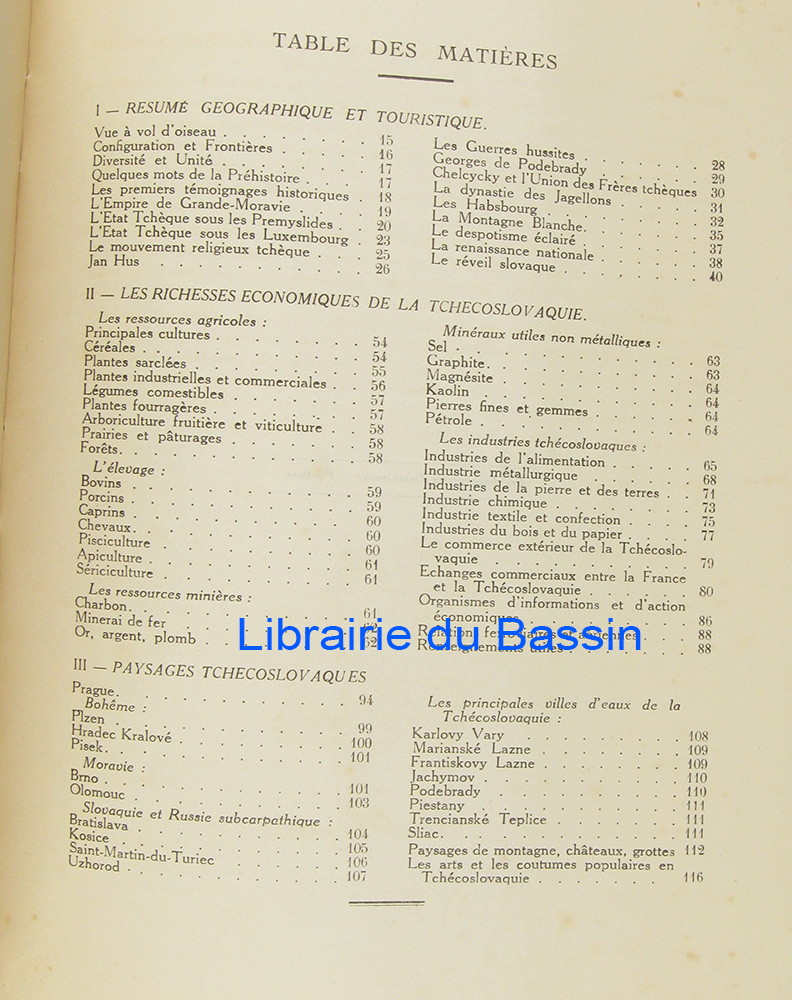 TABLE DES MATIÈRES
I — RESUMÉ GEOGRAPHIQUE ET TOURISTIQUE.
Vue à vol d'oiseau . . . . . . . 15
Configuration et Frontières . . . . 16
Diversité et Unité . . . . . . . 17
Quelques mots de la Préhistoire . . . 17
Les premiers témoignages historiques . 18
L'Empire de Grande-Moravie . . . 19
L'Etat Tchèque sous les Premyslides . . 20
L'Etat Tchèque sous les Luxembourg . 23
Le mouvement religieux tchèque . . . 25
Jan Hus . . . . . . . . . 26
Les Guerres hussites . . . . . . 28
Georges de Podebrady . . . . . . 29
Chelcycky et l'Union des Frères tchèques 30
La dynastie des Jagellons . . . . . 31
Les Habsbourg . . . . . . . . 32
La Montagne Blanche. . . . . . . 35
Le despotisme éclairé . . . . . . 37
La renaissance nationale . . . . . 38
Le réveil slovaque . . . . . . . 40
II — LES RICHESSES ECONOMIQUES DE LA TCHECOSLOVAQUIE.
Les ressources agricoles :
Principales cultures . . . . . . . 54
Céréales . . . . . . . . . . 54
Plantes sarclées . . . . . . . . 55
Plantes industrielles et commerciales . . 56
Légumes comestibles . . . . . . 57
Plantes fourragères . . . . . . . 57
Arboriculture fruitière et viticulture . . 58
Prairies et pâturages . . . . . . 58
Forêts. . . . . . . . . . . 58
L'élevage :
Bovins . . . . . . . . . . 59
Porcins . . . . . . . . . . 59
Caprins . . . . . . . . . . 60
Chevaux. . . . . . . . . . 60
Pisciculture . . . . . . . . . 60
Apiculture . . . . . . . . . 61
Séricicultre . . . . . . . . . 61
Les ressources minières :
Charbon. . . . . . . . . . 61
Minerai de fer . . . . . . . . 62
Or, argent, plomb . . . . . . . 62
Minéraux utiles non métalliques :
Sel . . . . . . . . . . . 63
Graphite. . . . . . . . . . 63
Magnésite . . . . . . . . . 64
Kaolin . . . . . . . . . . 64
Pierres fines et gemmes . . . . . 64
Pétrole . . . . . . . . . . 64
Les industries tchécoslovaques :
Industries de l'alimentation . . . . . 65
Industrie métallurgique . . . . . . 68
Industries de la pierre et des terres . . 71
Industrie chimique . . . . . . . 73
Industrie textile et confection . . . . 75
Industries du bois et du papier . . . . 77
Le commerce extérieur de la Tchécoslo-
vaquie . . . . . . . . . 79
Echanges commerciaux entre la France
et la Tchécoslovaquie . . . . . 80
Organismes d'informations et d'action
économiques . . . . . . . 86
Relations ferroviaires et aériennes . . . 88
Renseignements utiles . . . . . . 88
Librairie du Bassin
III — PAYSAGES TCHECOSLOVAQUES
Prague. . . . . . . . . . . 94
Bohême :
Plzen . . . . . . . . . . 99
Hradec Kralové . . . . . . . . 100
Pisek. . . . . . . . . . . 101
Moravie :
Brno . . . . . . . . . . . 101
Olomouc . . . . . . . . . . 103
Slovaquie et Russie subcarpathique :
Bratislava . . . . . . . . . 104
Kosice . . . . . . . . . . 105
Saint-Martin-du-Turiec . . . . . 106
Uzhorod . . . . . . . . . . 107
Les principales villes d'eaux de la
Tchécoslovaquie :
Karlovy Vary . . . . . . . . 108
Marianské Lazne . . . . . . . 109
Frantiskovy Lazne . . . . . . . 109
Jachymov . . . . . . . . . 110
Podebrady . . . . . . . . . 110
Piestany . . . . . . . . . 111
Trencianské Teplice . . . . . . 111
Sliac. . . . . . . . . . . 111
Paysages de montagne, châteaux, grottes 112
Les arts et les coutumes populaires en
Tchécoslovaquie . . . . . . 116